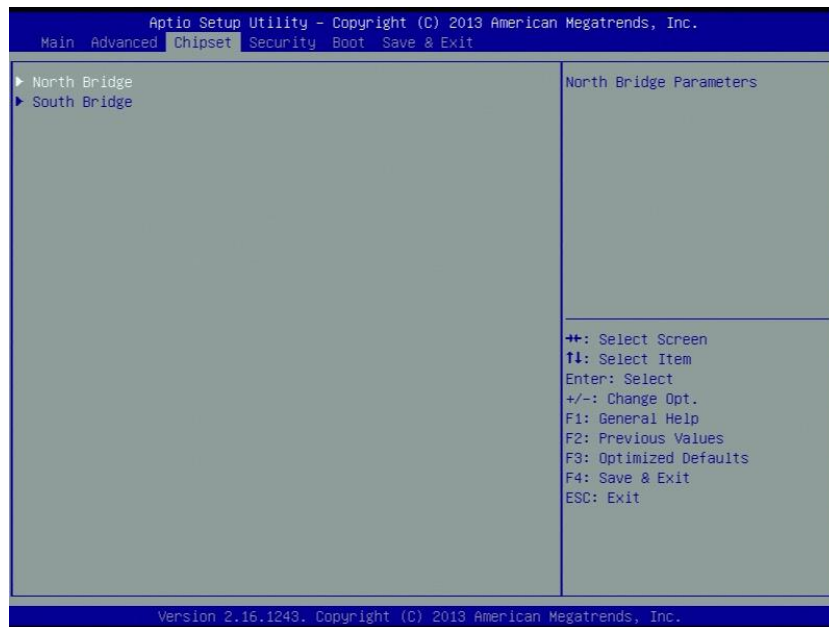 Aptio Setup Utility – Copyright (C) 2013 American Megatrends, Inc.
Main Advanced Chipset Security Boot Save & Exit
▶ North Bridge
▶ South Bridge
North Bridge Parameters
→←: Select Screen
↑↓: Select Item
Enter: Select
+/-: Change Opt.
F1: General Help
F2: Previous Values
F3: Optimized Defaults
F4: Save & Exit
ESC: Exit
Version 2.16.1243. Copyright (C) 2013 American Megatrends, Inc.